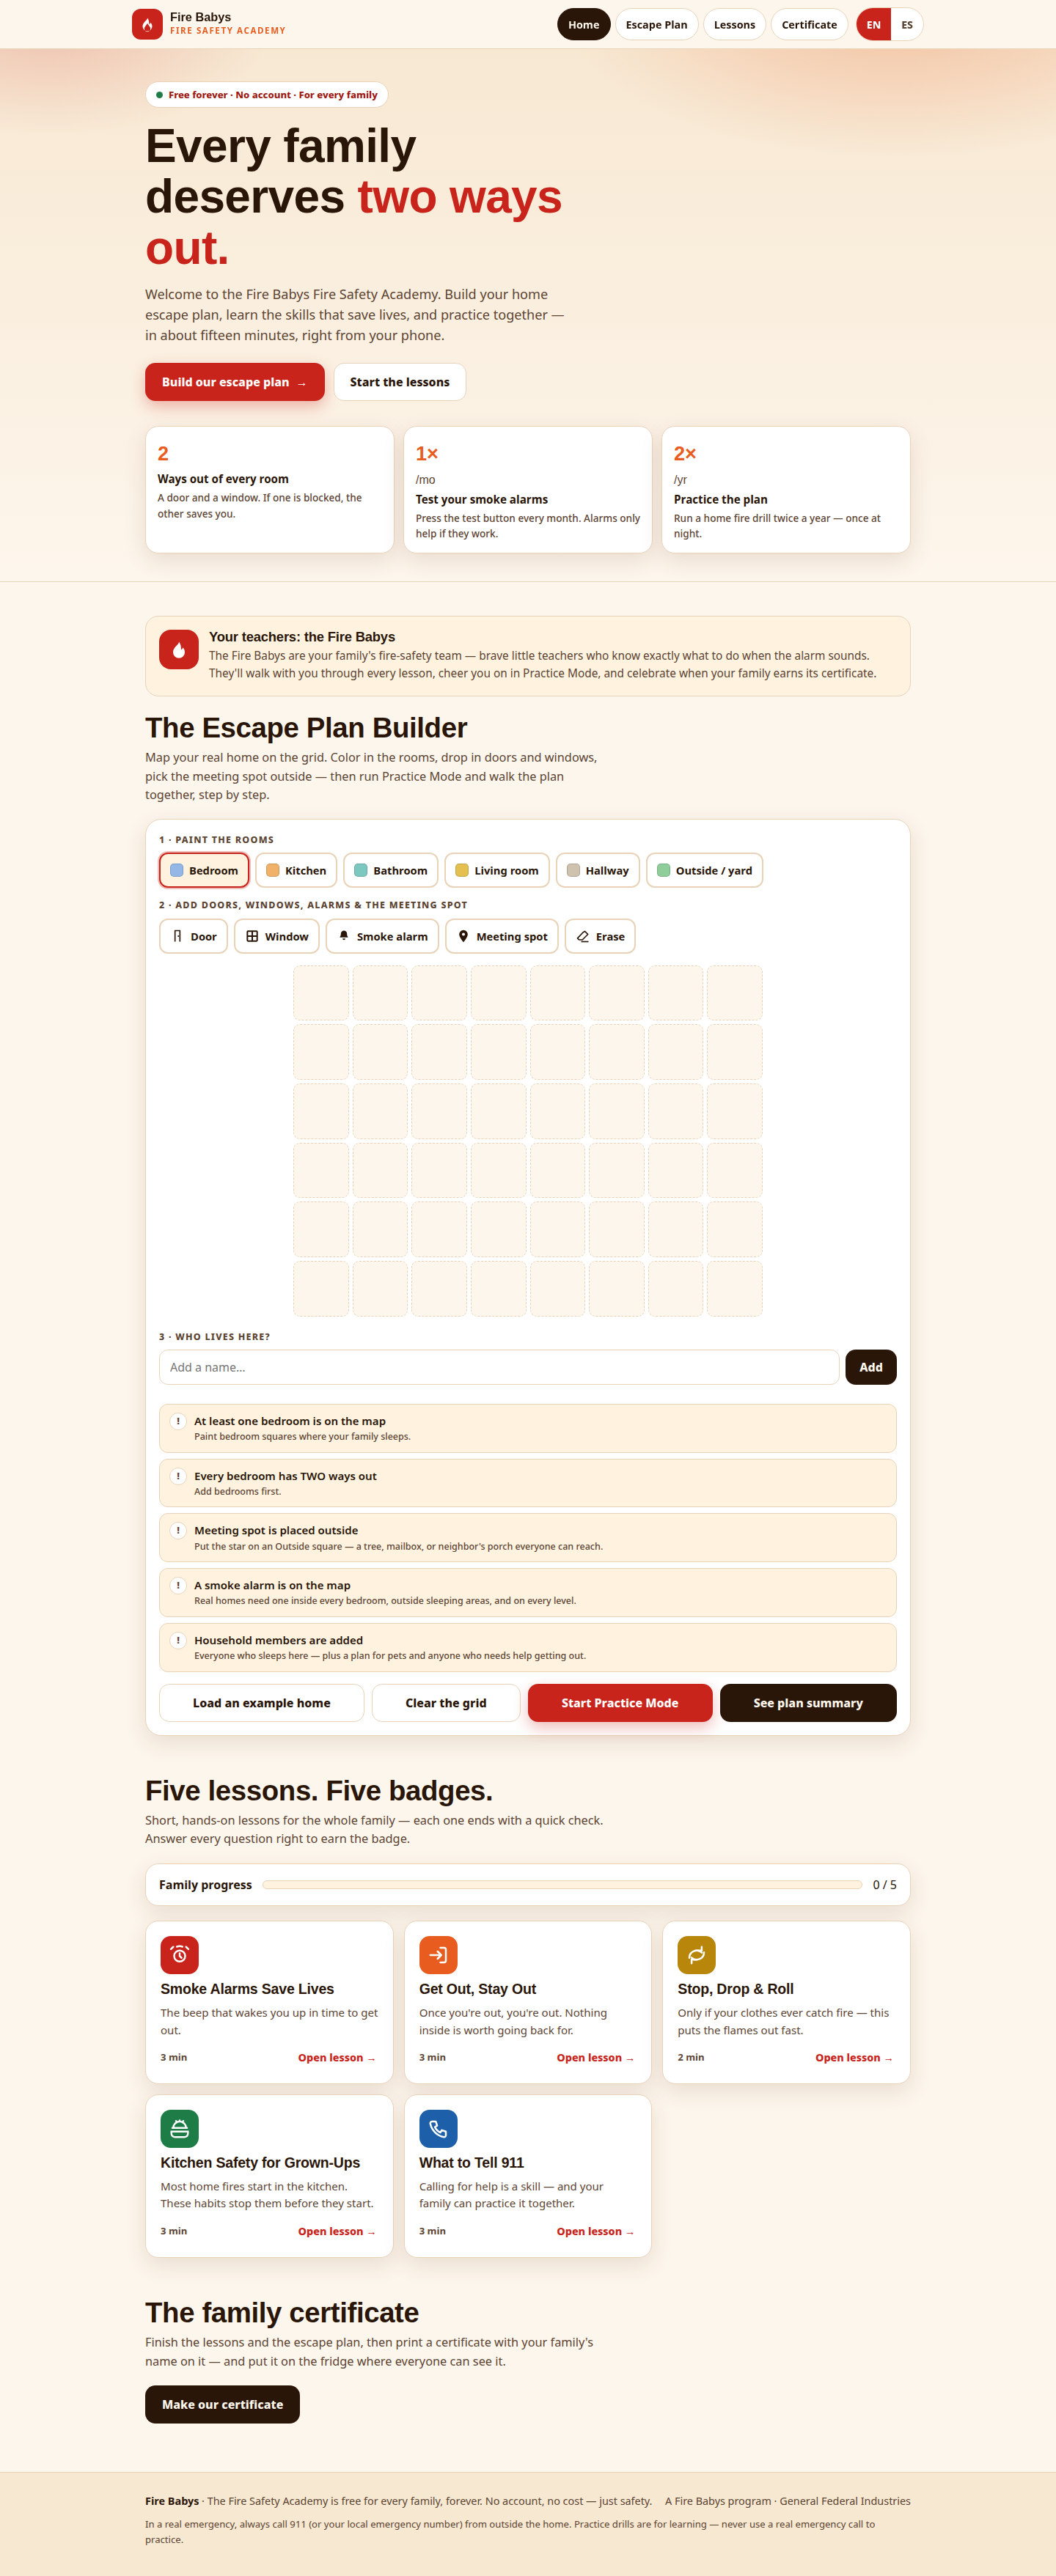 Fire Babys
FIRE SAFETY ACADEMY
Home
Escape Plan
Lessons
Certificate
EN
ES
Free forever · No account · For every family
Every family
deserves two ways
out.
Welcome to the Fire Babys Fire Safety Academy. Build your home
escape plan, learn the skills that save lives, and practice together —
in about fifteen minutes, right from your phone.
Build our escape plan →
Start the lessons
2
Ways out of every room
A door and a window. If one is blocked, the
other saves you.
1×
/mo
Test your smoke alarms
Press the test button every month. Alarms only
help if they work.
2×
/yr
Practice the plan
Run a home fire drill twice a year — once at
night.
Your teachers: the Fire Babys
The Fire Babys are your family's fire-safety team — brave little teachers who know exactly what to do when the alarm sounds.
They'll walk with you through every lesson, cheer you on in Practice Mode, and celebrate when your family earns its certificate.
The Escape Plan Builder
Map your real home on the grid. Color in the rooms, drop in doors and windows,
pick the meeting spot outside — then run Practice Mode and walk the plan
together, step by step.
1 · PAINT THE ROOMS
Bedroom
Kitchen
Bathroom
Living room
Hallway
Outside / yard
2 · ADD DOORS, WINDOWS, ALARMS & THE MEETING SPOT
Door
Window
Smoke alarm
Meeting spot
Erase
3 · WHO LIVES HERE?
Add a name...
Add
! At least one bedroom is on the map
Paint bedroom squares where your family sleeps.
! Every bedroom has TWO ways out
Add bedrooms first.
! Meeting spot is placed outside
Put the star on an Outside square — a tree, mailbox, or neighbor's porch everyone can reach.
! A smoke alarm is on the map
Real homes need one inside every bedroom, outside sleeping areas, and on every level.
! Household members are added
Everyone who sleeps here — plus a plan for pets and anyone who needs help getting out.
Load an example home
Clear the grid
Start Practice Mode
See plan summary
Five lessons. Five badges.
Short, hands-on lessons for the whole family — each one ends with a quick check.
Answer every question right to earn the badge.
Family progress
0 / 5
Smoke Alarms Save Lives
The beep that wakes you up in time to get
out.
3 min
Open lesson →
Get Out, Stay Out
Once you're out, you're out. Nothing
inside is worth going back for.
3 min
Open lesson →
Stop, Drop & Roll
Only if your clothes ever catch fire — this
puts the flames out fast.
2 min
Open lesson →
Kitchen Safety for Grown-Ups
Most home fires start in the kitchen.
These habits stop them before they start.
3 min
Open lesson →
What to Tell 911
Calling for help is a skill — and your
family can practice it together.
3 min
Open lesson →
The family certificate
Finish the lessons and the escape plan, then print a certificate with your family's
name on it — and put it on the fridge where everyone can see it.
Make our certificate
Fire Babys · The Fire Safety Academy is free for every family, forever. No account, no cost — just safety.
A Fire Babys program · General Federal Industries
In a real emergency, always call 911 (or your local emergency number) from outside the home. Practice drills are for learning — never use a real emergency call to
practice.